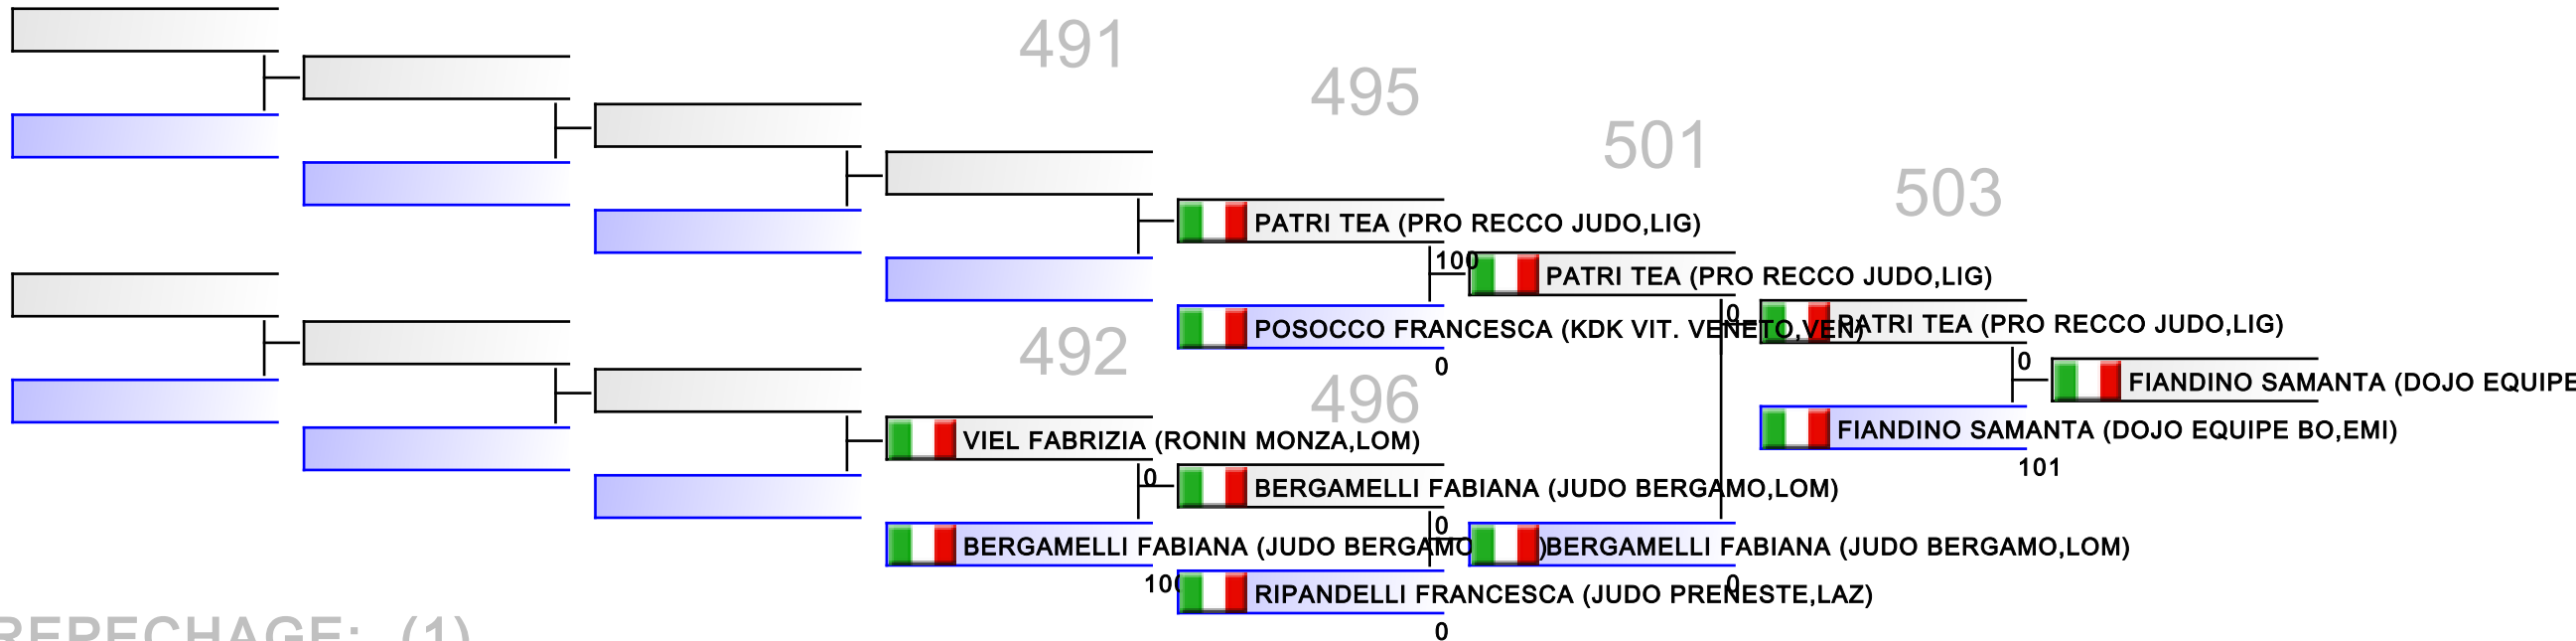 491
495
501
503
PATRI TEA (PRO RECCO JUDO,LIG)
100
PATRI TEA (PRO RECCO JUDO,LIG)
0
PATRI TEA (PRO RECCO JUDO,LIG)
POSOCCO FRANCESCA (KDK VIT. VENETO,VEN)
0
492
0
FIANDINO SAMANTA (DOJO EQUIPE
496
FIANDINO SAMANTA (DOJO EQUIPE BO,EMI)
101
VIEL FABRIZIA (RONIN MONZA,LOM)
0
BERGAMELLI FABIANA (JUDO BERGAMO,LOM)
0
BERGAMELLI FABIANA (JUDO BERGAMO )
BERGAMELLI FABIANA (JUDO BERGAMO,LOM)
100
0
RIPANDELLI FRANCESCA (JUDO PRENESTE,LAZ)
0
REPECHAGE: (1)